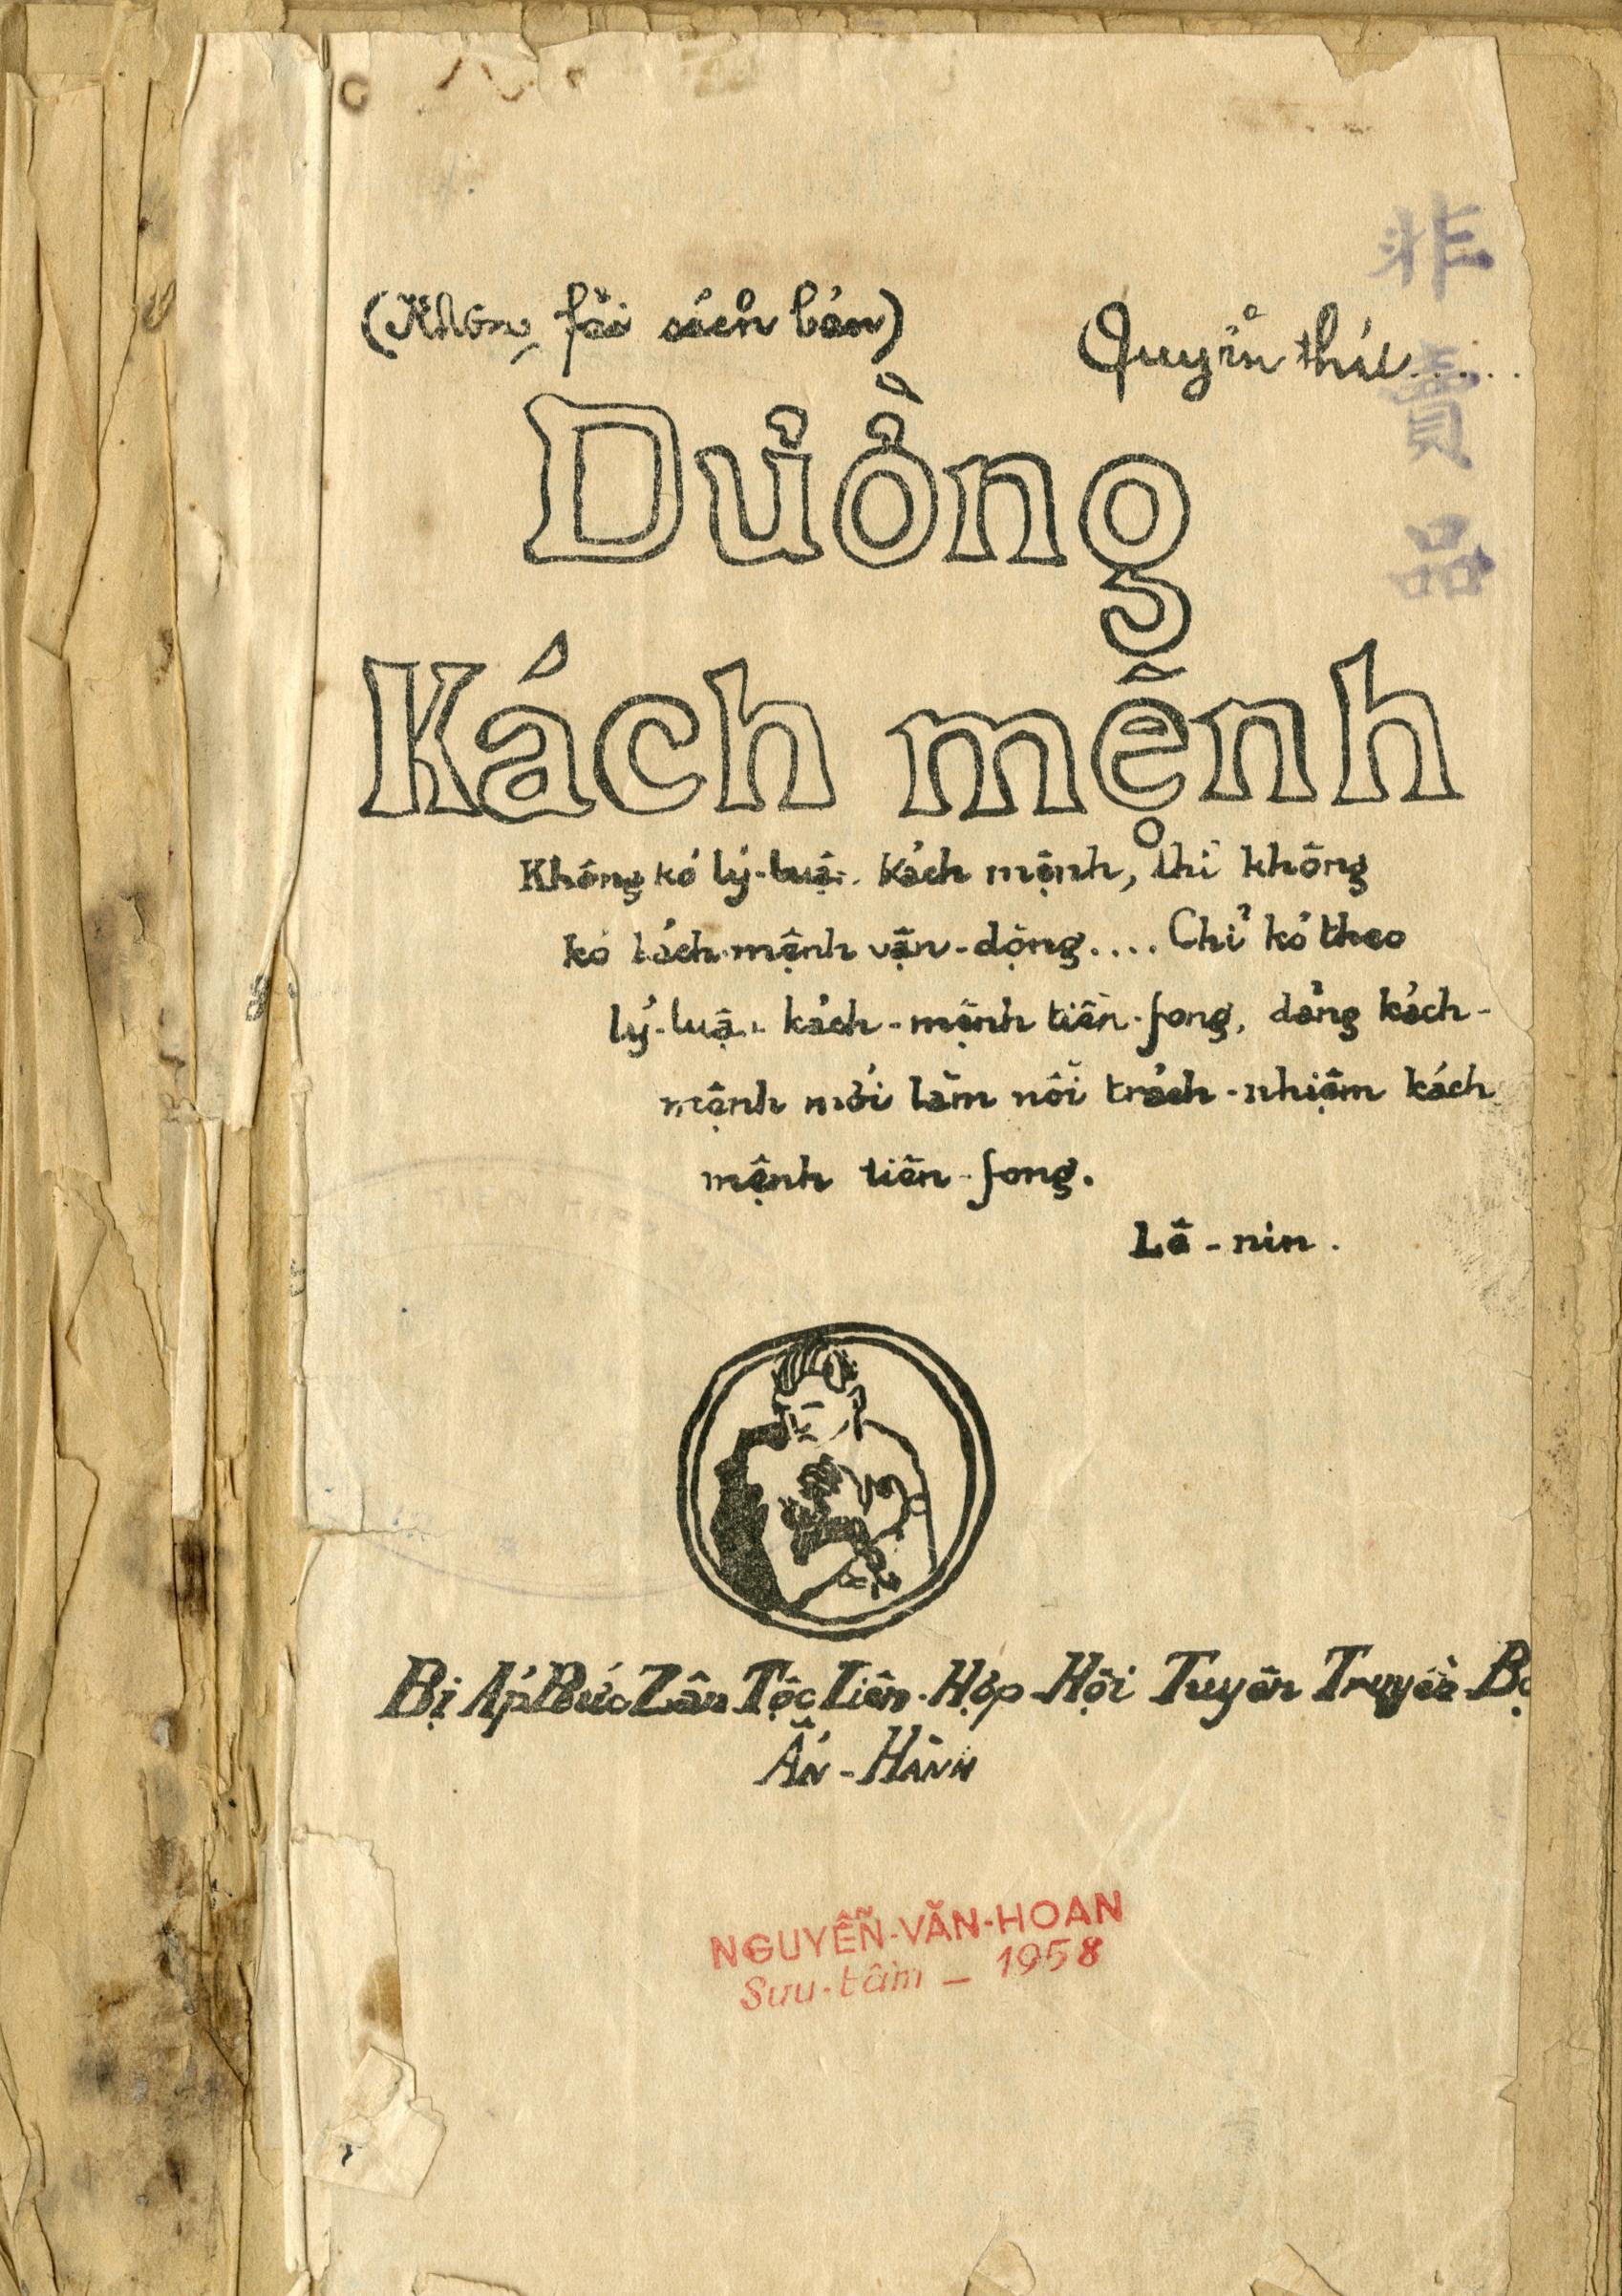 (Không fải sách bán)
Quyển thứ.....
非賣品
Đường
Kách mệnh
Không kó lý-luận kách mệnh, thì không
kó kách mệnh vận-động.... Chỉ kó theo
lý-luận kách-mệnh tiền-fong, đảng kách-
mệnh mới làm nổi trách-nhiệm kách
mệnh tiền-fong.
Lê-nin.
Bị Áp Bức Zân Tộc Liên-Hợp Hội Tuyên Truyền Bộ
Ấn-Hành
NGUYỄN-VĂN-HOAN
Sưu-tầm - 1958